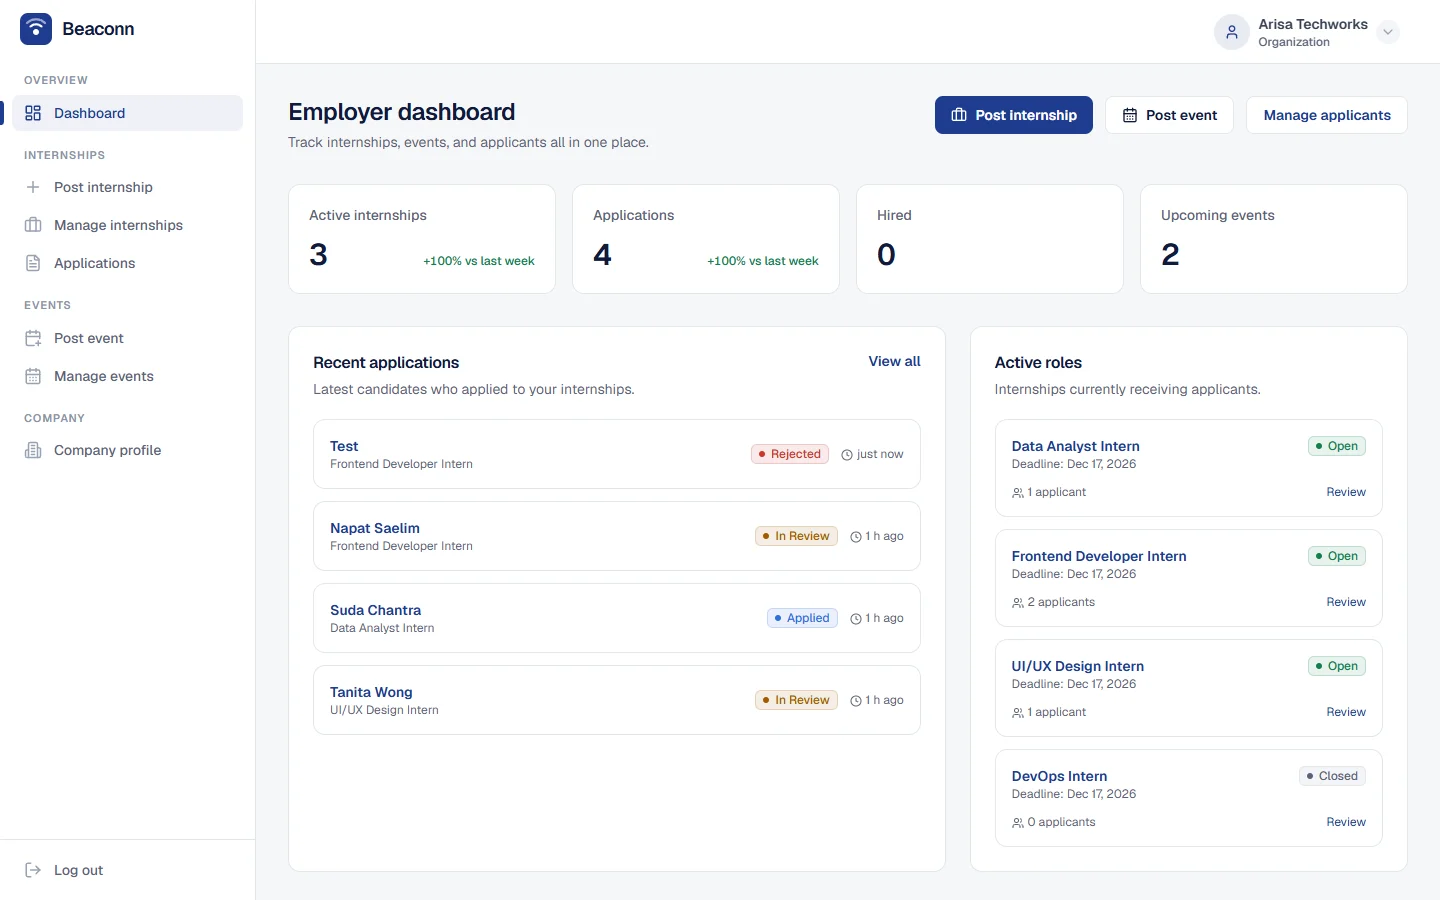 Beaconn
OVERVIEW
Dashboard
INTERNSHIPS
Post internship
Manage internships
Applications
EVENTS
Post event
Manage events
COMPANY
Company profile
Log out
Arisa Techworks
Organization
Employer dashboard
Track internships, events, and applicants all in one place.
Post internship
Post event
Manage applicants
Active internships
3
+100% vs last week
Applications
4
+100% vs last week
Hired
0
Upcoming events
2
Recent applications
View all
Latest candidates who applied to your internships.
Test
Frontend Developer Intern
Rejected
just now
Napat Saelim
Frontend Developer Intern
In Review
1 h ago
Suda Chantra
Data Analyst Intern
Applied
1 h ago
Tanita Wong
UI/UX Design Intern
In Review
1 h ago
Active roles
Internships currently receiving applicants.
Data Analyst Intern
Open
Deadline: Dec 17, 2026
1 applicant
Review
Frontend Developer Intern
Open
Deadline: Dec 17, 2026
2 applicants
Review
UI/UX Design Intern
Open
Deadline: Dec 17, 2026
1 applicant
Review
DevOps Intern
Closed
Deadline: Dec 17, 2026
0 applicants
Review